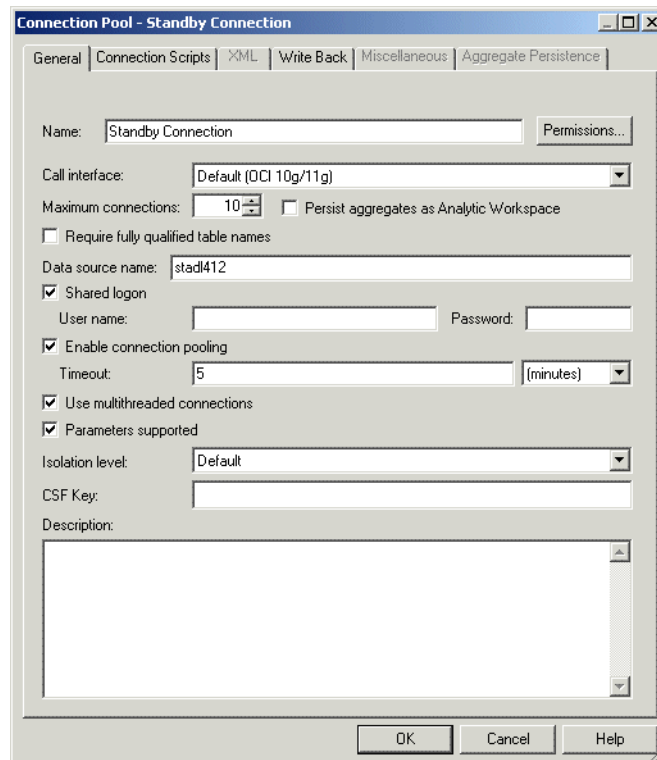 Connection Pool - Standby Connection
General Connection Scripts XML Write Back Miscellaneous Aggregate Persistence
Name: Standby Connection Permissions...
Call interface: Default (OCI 10g/11g)
Maximum connections: 10 Persist aggregates as Analytic Workspace
Require fully qualified table names
Data source name: stadl412
Shared logon
User name: Password:
Enable connection pooling
Timeout: 5 (minutes)
Use multithreaded connections
Parameters supported
Isolation level: Default
CSF Key:
Description:
OK Cancel Help